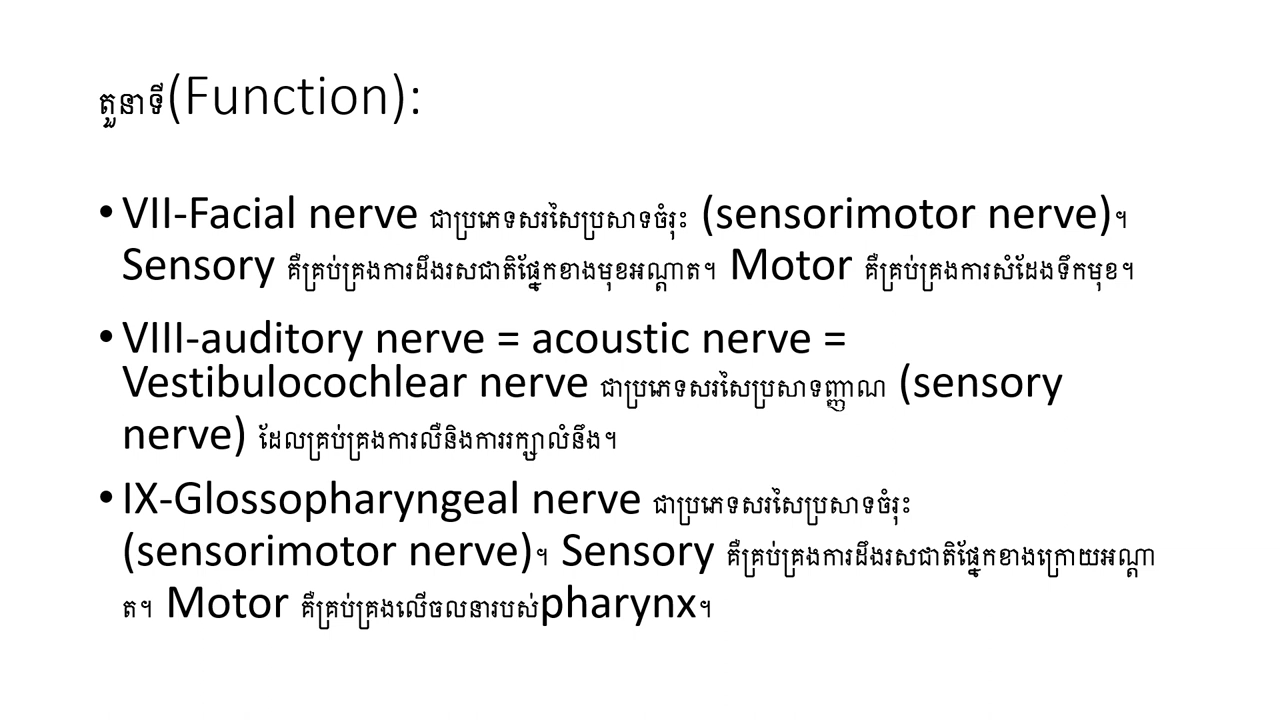 តួនាទី(Function):
• VII-Facial nerve ជាប្រភេទសរសៃប្រសាទចំរុះ (sensorimotor nerve)។
Sensory គឺគ្រប់គ្រងការដឹងរសជាតិផ្នែកខាងមុខអណ្តាត។ Motor គឺគ្រប់គ្រងការសំដែងទឹកមុខ។
• VIII-auditory nerve = acoustic nerve =
Vestibulocochlear nerve ជាប្រភេទសរសៃប្រសាទញ្ញាណ (sensory
nerve) ដែលគ្រប់គ្រងការលឺនិងការរក្សាលំនឹង។
• IX-Glossopharyngeal nerve ជាប្រភេទសរសៃប្រសាទចំរុះ
(sensorimotor nerve)។ Sensory គឺគ្រប់គ្រងការដឹងរសជាតិផ្នែកខាងក្រោយអណ្តា
ត។ Motor គឺគ្រប់គ្រងលើចលនារបស់pharynx។